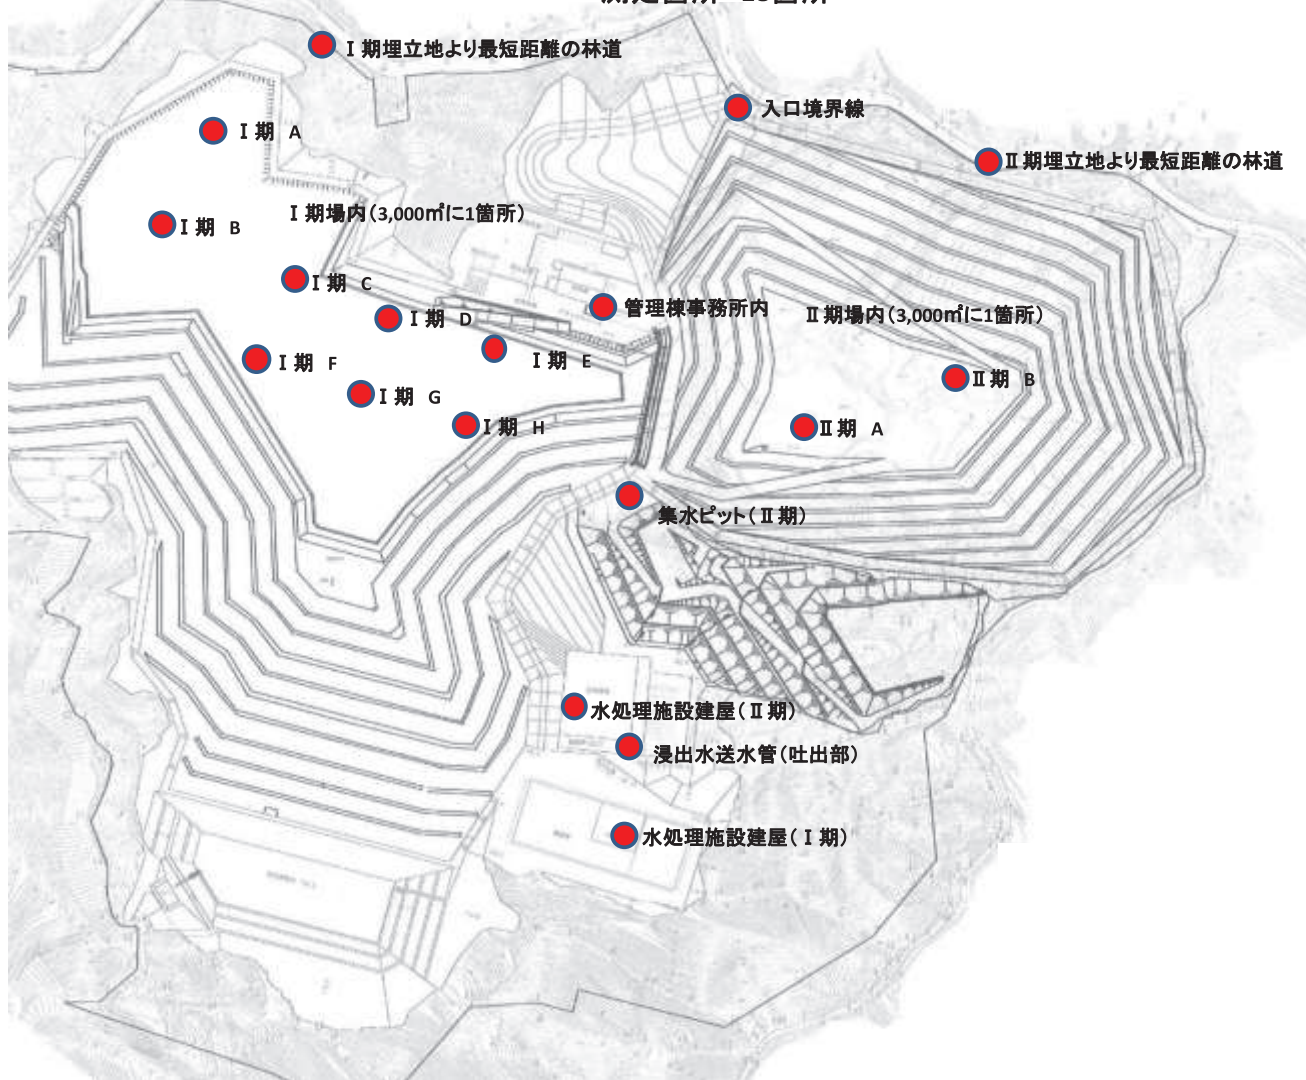 Ⅰ期埋立地より最短距離の林道
入口境界線
Ⅰ期 A
Ⅱ期埋立地より最短距離の林道
Ⅰ期場内（3,000㎡に1箇所）
Ⅰ期 B
Ⅰ期 C
管理棟事務所内
Ⅱ期場内（3,000㎡に1箇所）
Ⅰ期 D
Ⅰ期 E
Ⅰ期 F
Ⅱ期 B
Ⅰ期 G
Ⅰ期 H
Ⅱ期 A
集水ピット（Ⅱ期）
水処理施設建屋（Ⅱ期）
浸出水送水管（吐出部）
水処理施設建屋（Ⅰ期）